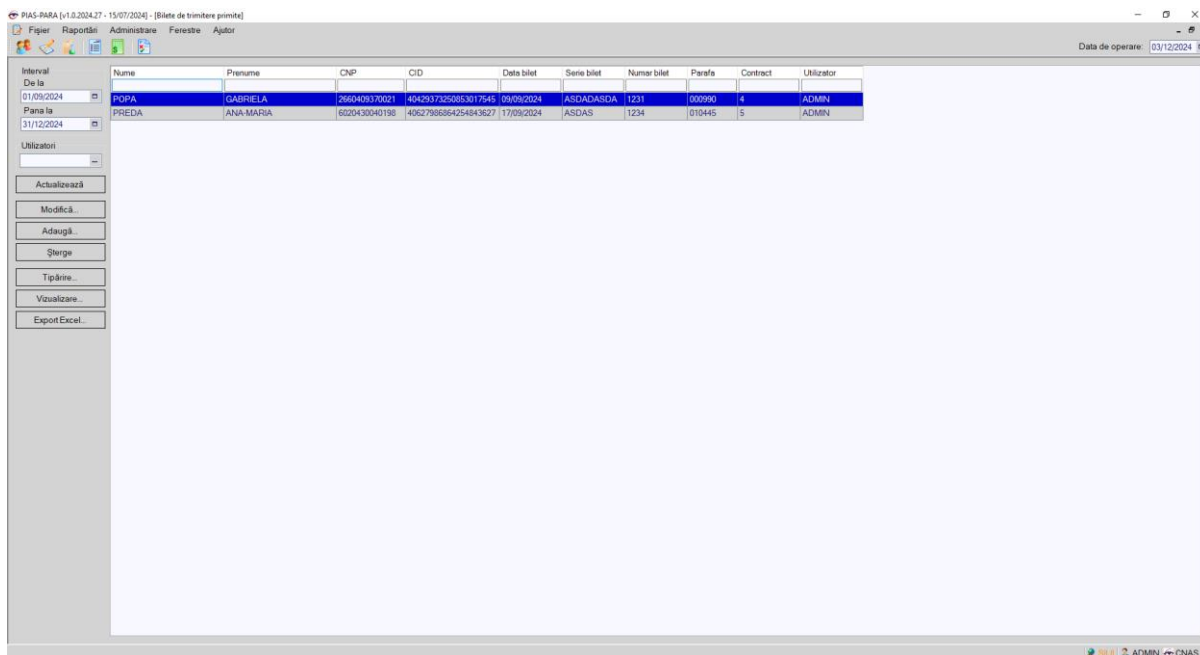 PIAS-PARA [v1.0.2024.27 - 15/07/2024] - [Bilete de trimitere primite]
Fișier Raportări Administrare Ferestre Ajutor
Data de operare: 03/12/2024
Interval
De la
01/09/2024
Pana la
31/12/2024
Utilizatori
Actualizează
Modifică...
Adaugă...
Șterge
Tipărire...
Vizualizare...
Export Excel...
Nume Prenume CNP CID Data bilet Serie bilet Numar bilet Parafa Contract Utilizator
POPA GABRIELA 2660409370021 40429373250853017545 09/09/2024 ASDADASDA 1231 000990 4 ADMIN
PREDA ANA-MARIA 6020430040198 40627986864254843627 17/09/2024 ASDAS 1234 010445 5 ADMIN
ADMIN CNAS